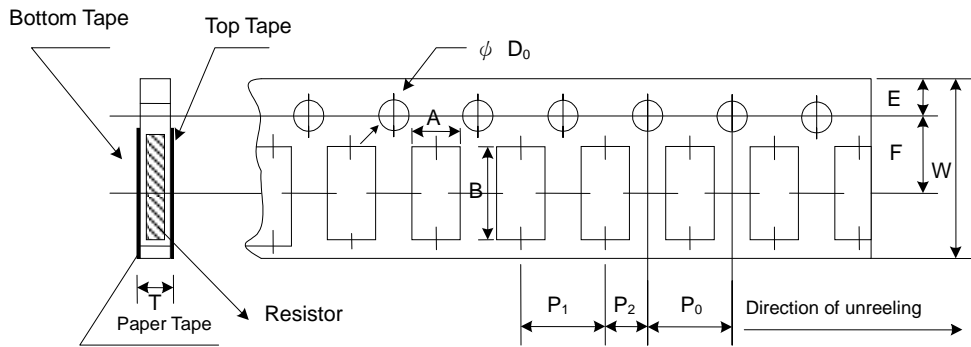 Bottom Tape
Top Tape
ψ D₀
E
A
F
W
B
T
P₁
P₂
P₀
Direction of unreeling
Paper Tape
Resistor